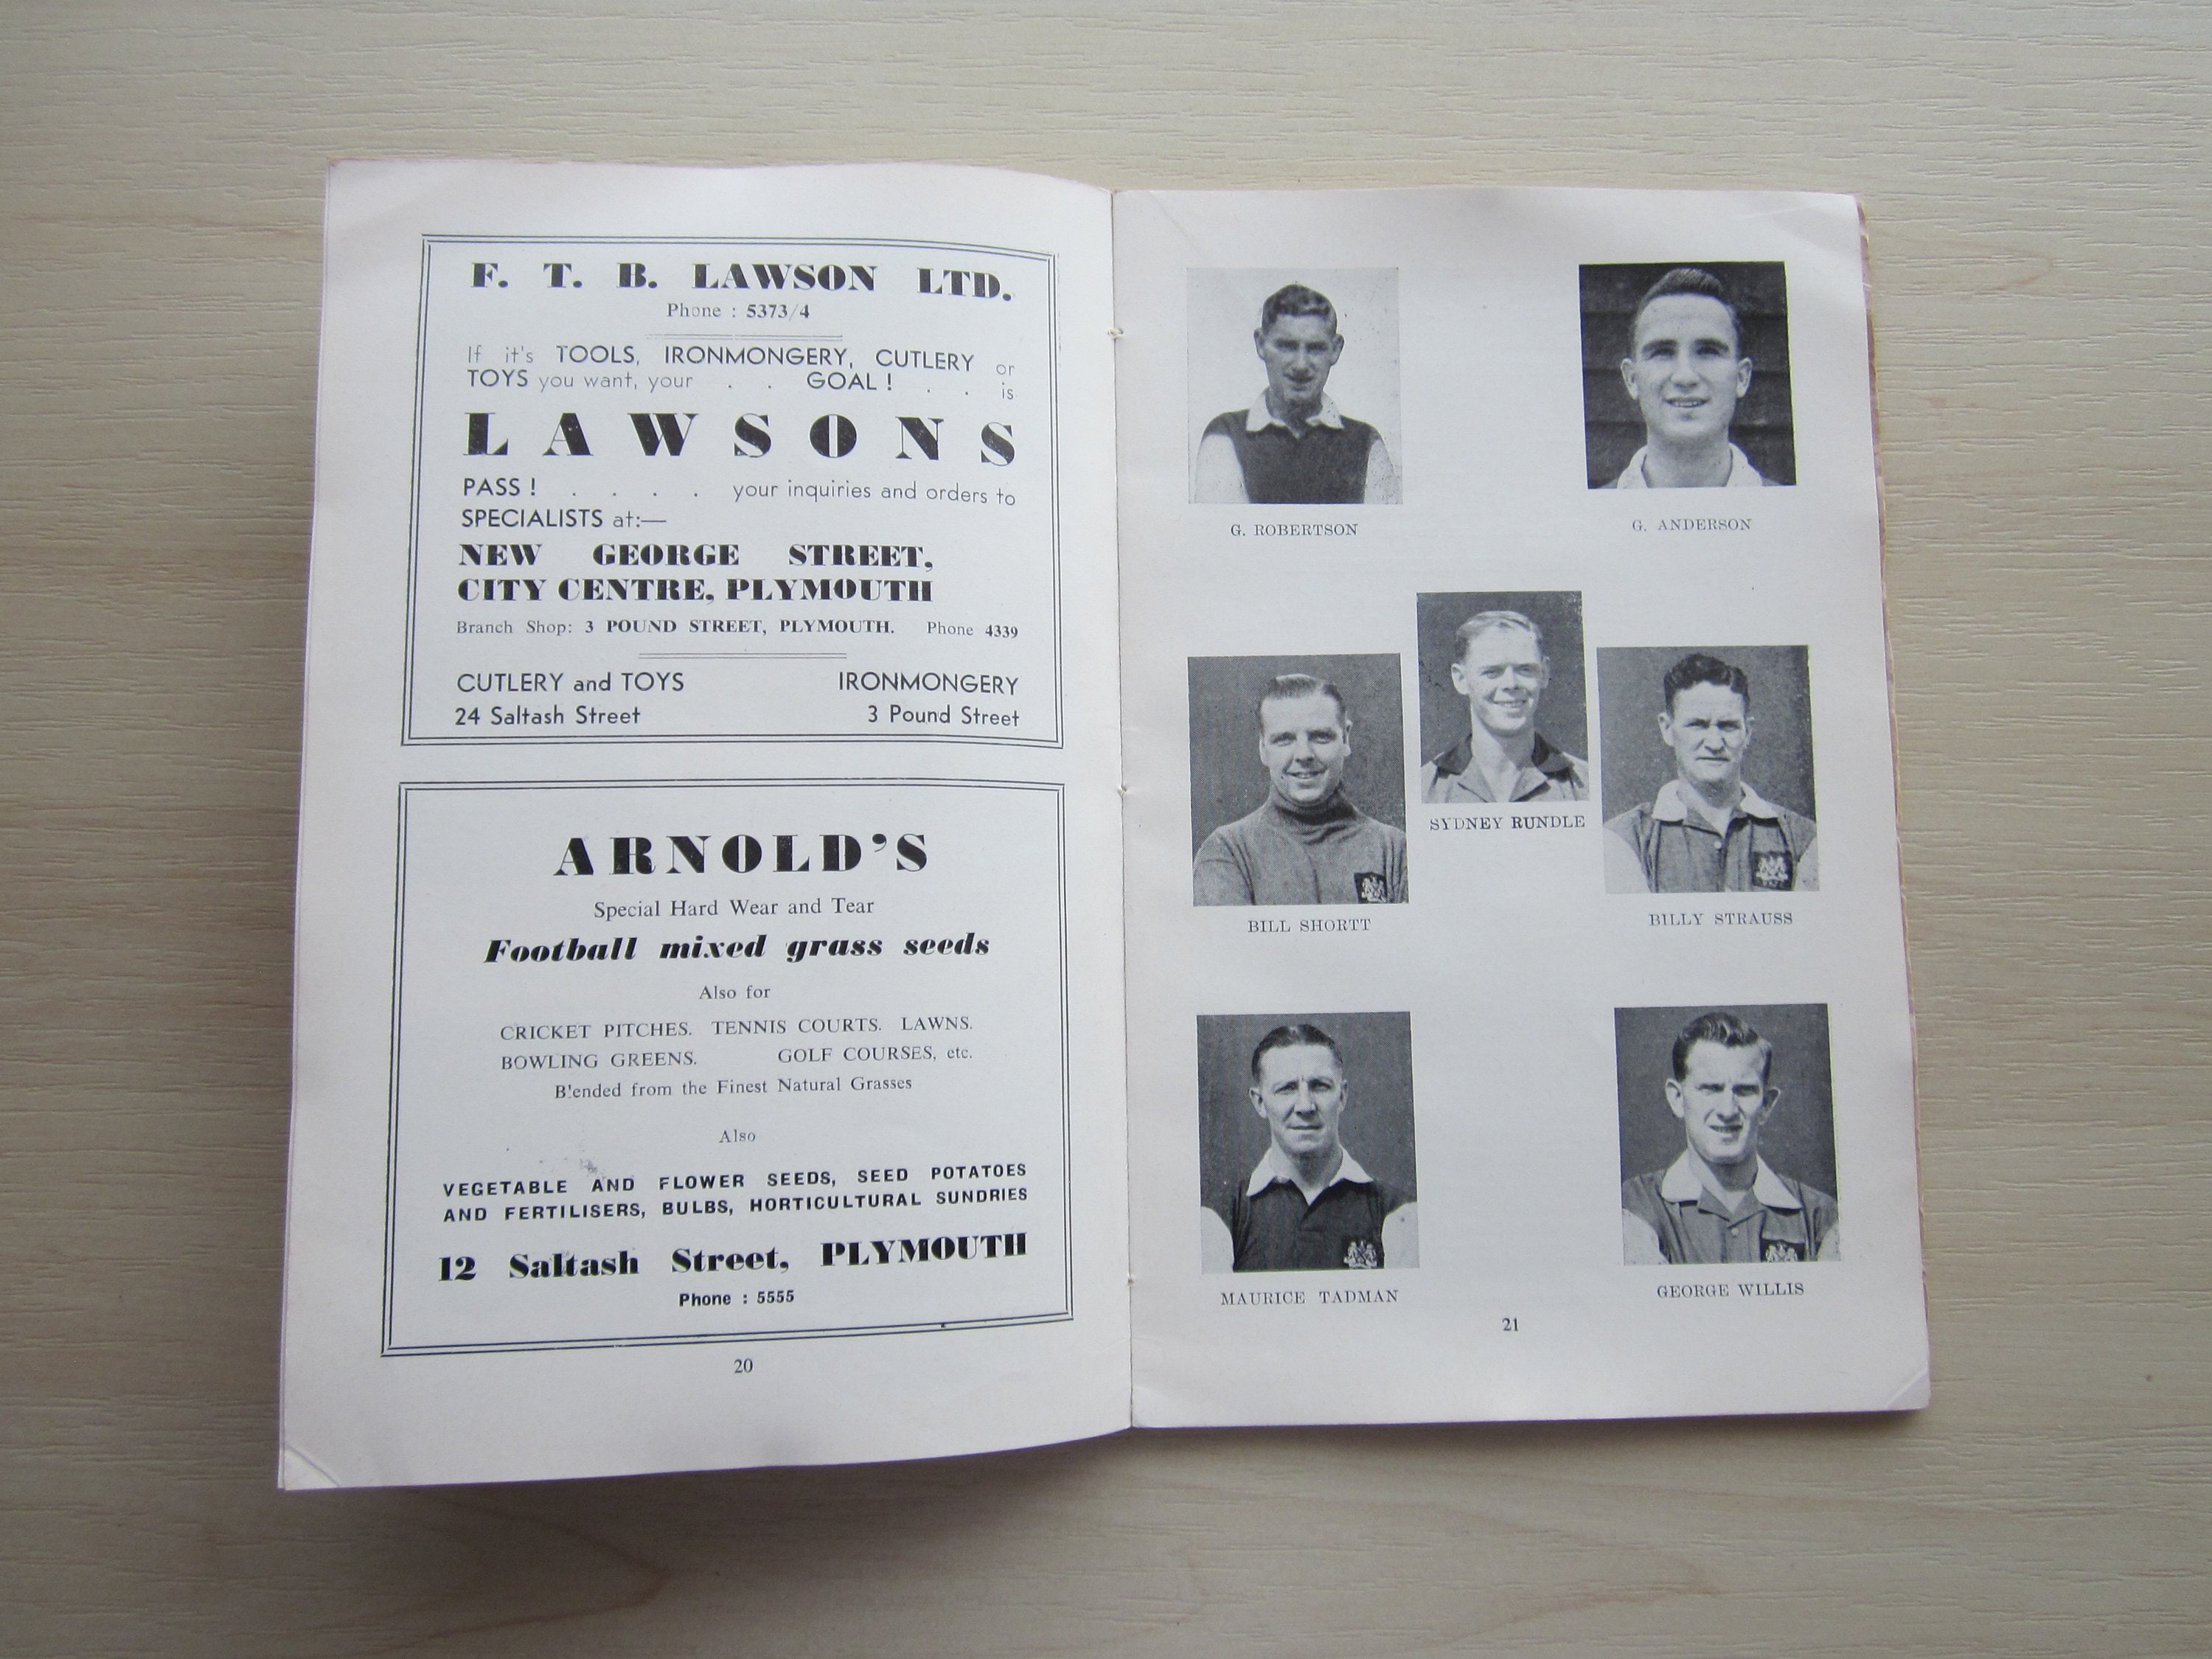 F. T. B. LAWSON LTD.
Phone : 5373/4
If it's TOOLS, IRONMONGERY, CUTLERY or
TOYS you want, your . . GOAL ! . . is
LAWSONS
PASS ! . . . . your inquiries and orders to
SPECIALISTS at:—
NEW GEORGE STREET,
CITY CENTRE, PLYMOUTH
Branch Shop: 3 POUND STREET, PLYMOUTH. Phone 4339
CUTLERY and TOYS IRONMONGERY
24 Saltash Street 3 Pound Street
ARNOLD'S
Special Hard Wear and Tear
Football mixed grass seeds
Also for
CRICKET PITCHES. TENNIS COURTS. LAWNS.
BOWLING GREENS. GOLF COURSES, etc.
Blended from the Finest Natural Grasses
Also
VEGETABLE AND FLOWER SEEDS, SEED POTATOES
AND FERTILISERS, BULBS, HORTICULTURAL SUNDRIES
12 Saltash Street, PLYMOUTH
Phone : 5555
20
G. ROBERTSON
G. ANDERSON
SYDNEY RUNDLE
BILL SHORTT
BILLY STRAUSS
MAURICE TADMAN
GEORGE WILLIS
21